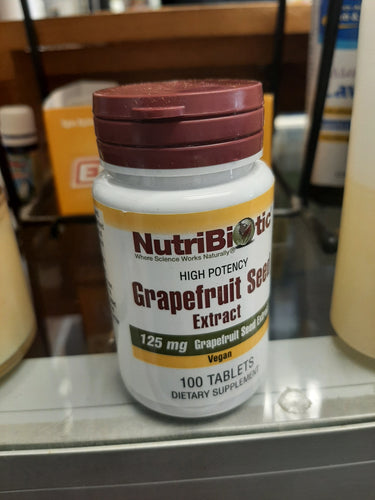 NutriBiotic
Where Science Works Naturally®
HIGH POTENCY
Grapefruit Seed
Extract
125 mg Grapefruit Seed Extract
Vegan
100 TABLETS
DIETARY SUPPLEMENT